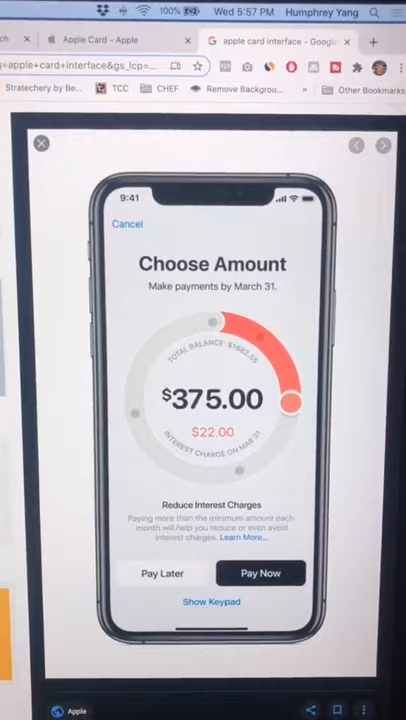 100%
Wed 5:57 PM
Humphrey Yang
ch
Apple Card - Apple
apple card interface - Google
q=apple+card+interface&gs_lcp=...
Stratechery by Be...
TCC
CHEF
Remove Backgrou...
»
Other Bookmarks
9:41
Cancel
Choose Amount
Make payments by March 31.
TOTAL BALANCE: $1682.55
$375.00
$22.00
INTEREST CHARGE ON MAR 31
Reduce Interest Charges
Paying more than the minimum amount each
month will help you reduce or even avoid
interest charges. Learn More...
Pay Later
Pay Now
Show Keypad
Apple